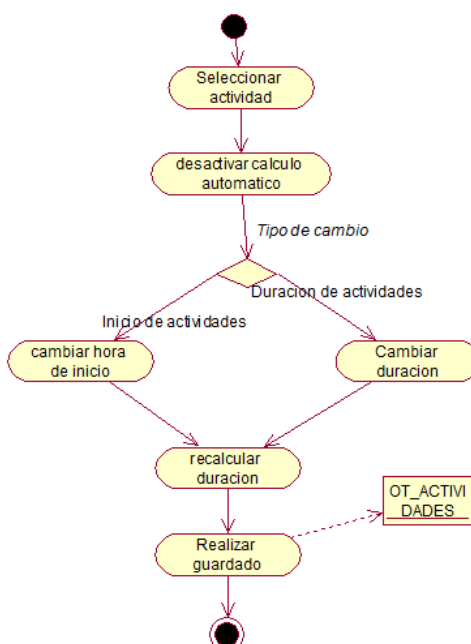 Seleccionar
actividad
desactivar calculo
automatico
Tipo de cambio
Duracion de actividades
Inicio de actividades
cambiar hora
de inicio
Cambiar
duracion
recalcular
duracion
OT_ACTIVI
DADES
Realizar
guardado